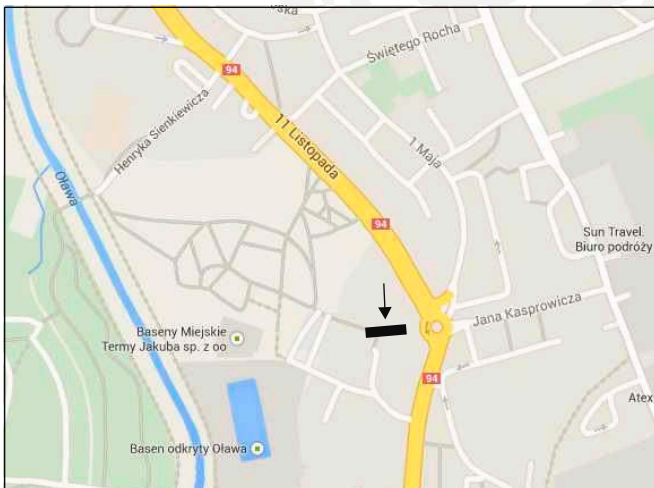 ska
Świętego Rocha
94
Henryka Sienkiewicza
11 Listopada
1 Maja
Oława
94
Sun Travel.
Biuro podróży
Jana Kasprowicza
Baseny Miejskie
Termy Jakuba sp. z oo
94
Atex
Basen odkryty Oława